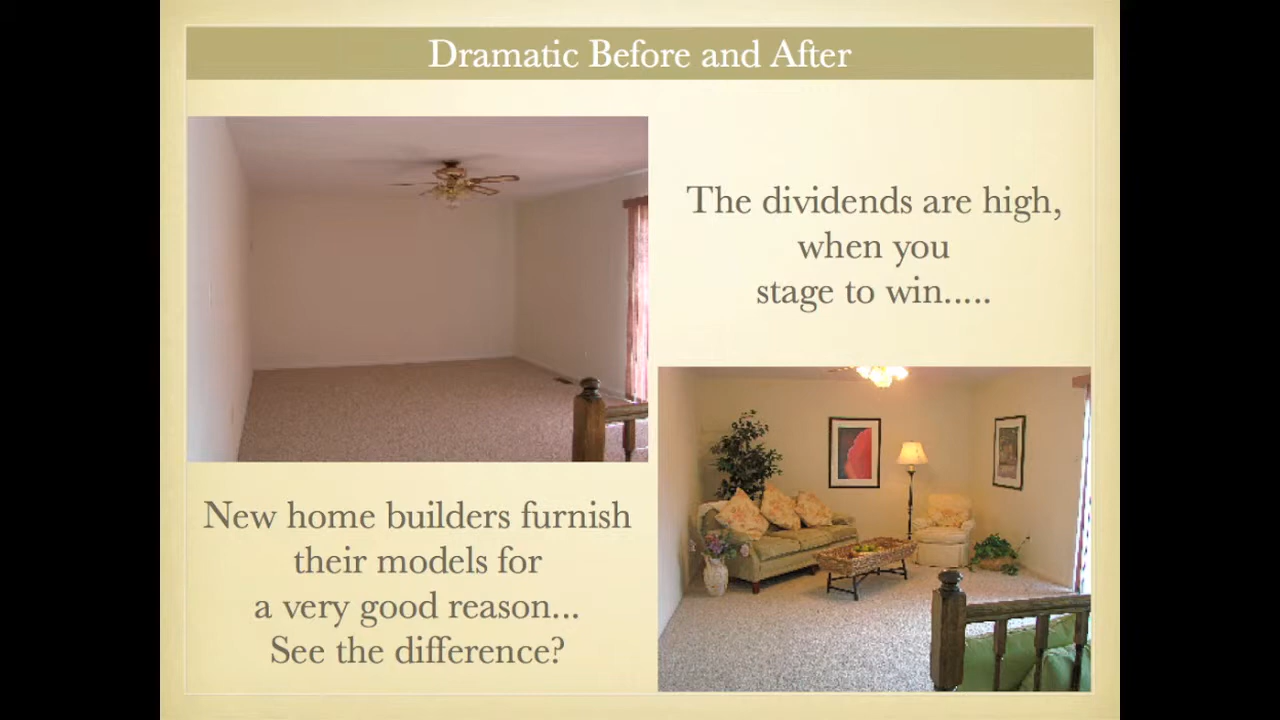 Dramatic Before and After
The dividends are high,
when you
stage to win.....
New home builders furnish
their models for
a very good reason...
See the difference?